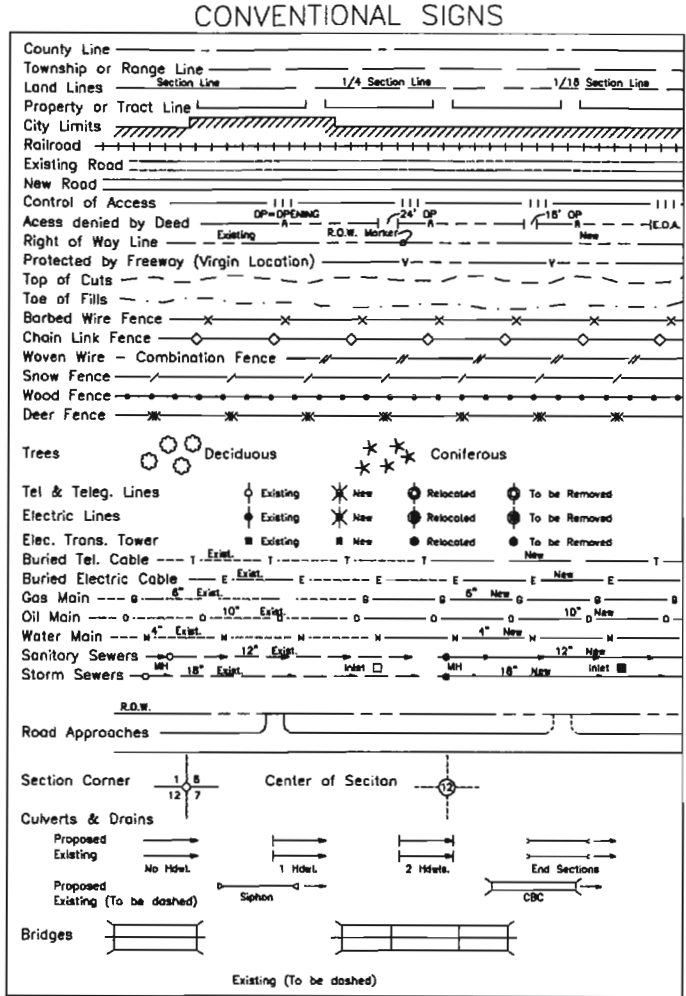 CONVENTIONAL SIGNS
County Line
Township or Range Line
Land Lines Section Line 1/4 Section Line 1/16 Section Line
Property or Tract Line
City Limits
Railroad
Existing Road
New Road
Control of Access
Acess denied by Deed OP=OPENING A 24' OP A 16' OP A E.O.A.
Right of Way Line Existing R.O.W. Marker New
Protected by Freeway (Virgin Location) V V
Top of Cuts
Toe of Fills
Barbed Wire Fence
Chain Link Fence
Woven Wire - Combination Fence
Snow Fence
Wood Fence
Deer Fence
Trees Deciduous Coniferous
Tel & Teleg. Lines Existing New Relocated To be Removed
Electric Lines Existing New Relocated To be Removed
Elec. Trans. Tower Existing New Relocated To be Removed
Buried Tel. Cable T Exist. T T T New T
Buried Electric Cable E Exist. E E E New E
Gas Main G 6" Exist. G G 6" New G G
Oil Main O O 10" Exist. O O O O 10" New O
Water Main W 4" Exist. W W W W 4" New W W
Sanitary Sewers 12" Exist. 12" New
Storm Sewers MH 18" Exist. Inlet MH 18" New Inlet
R.O.W.
Road Approaches
Section Corner 1 6 12 7 Center of Seciton 12
Culverts & Drains
Proposed
Existing
No Hdwl. 1 Hdwl. 2 Hdwls. End Sections
Proposed
Existing (To be dashed) Siphon CBC
Bridges
Existing (To be dashed)